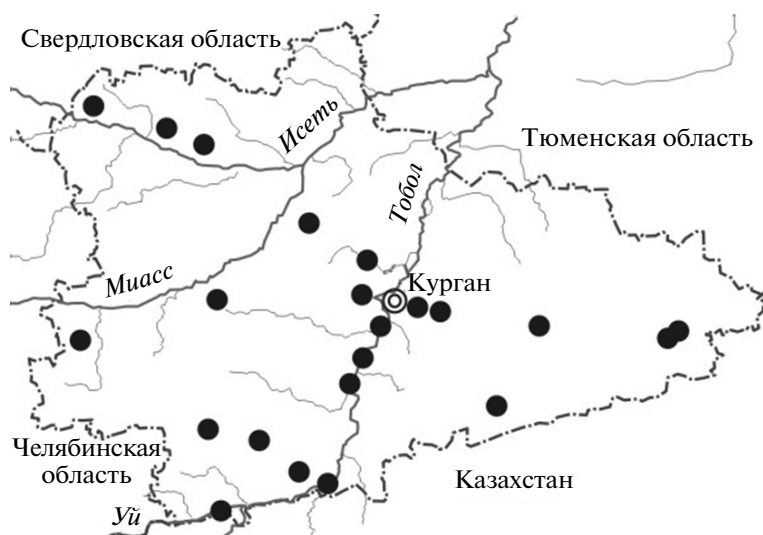 Свердловская область
Исеть
Тюменская область
Тобол
Миасс
Курган
Челябинская
область
Казахстан
Уй